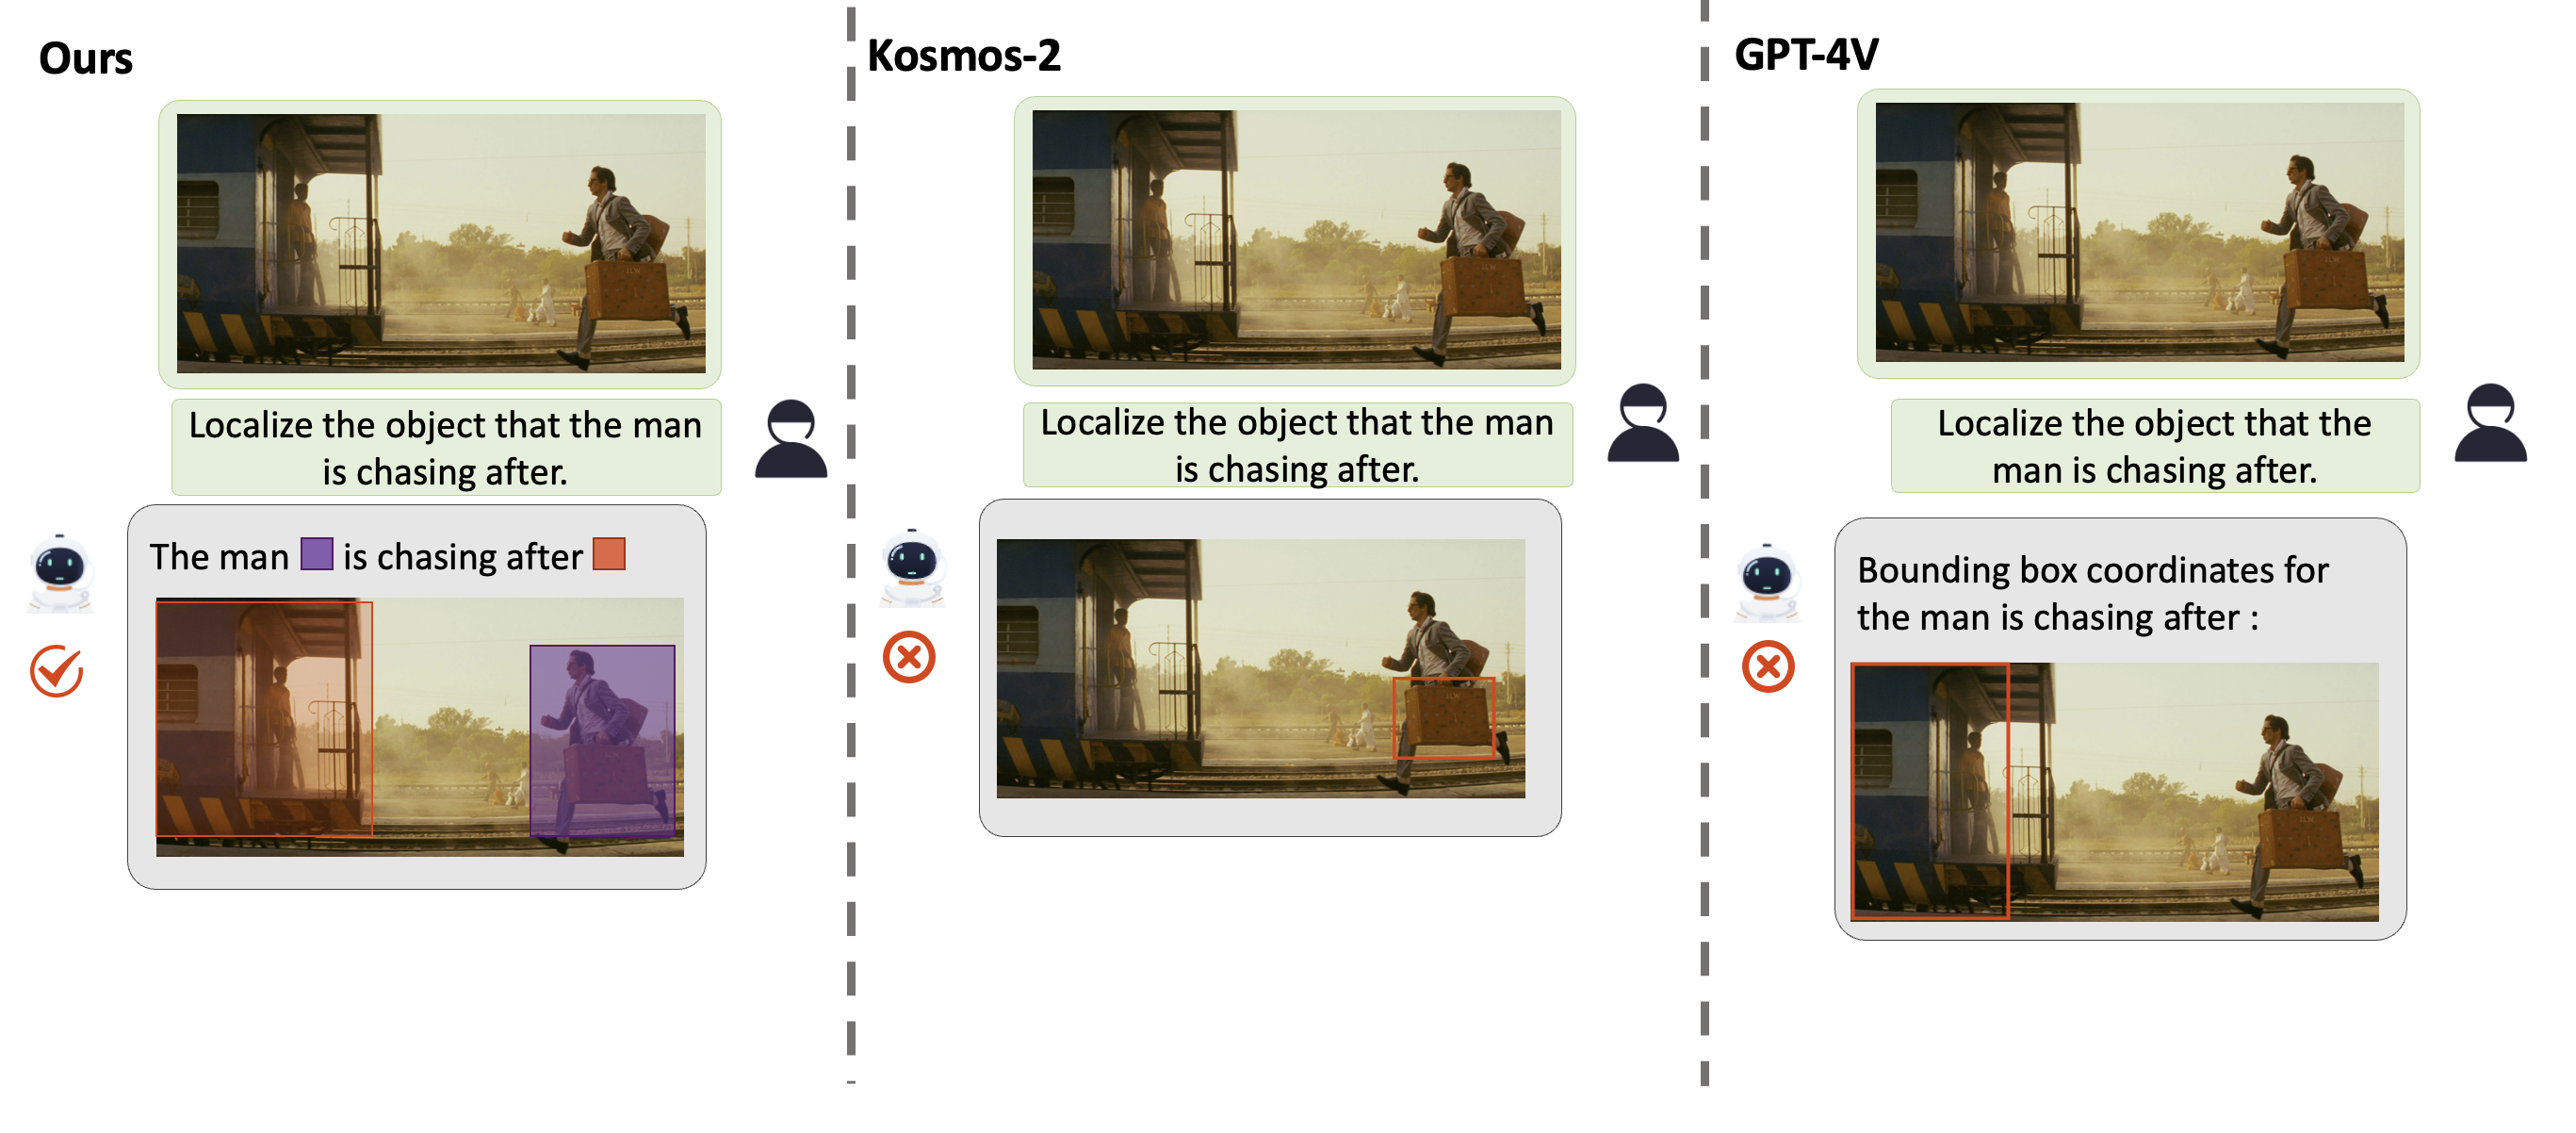 Ours
Localize the object that the man
is chasing after.
The man is chasing after
Kosmos-2
Localize the object that the man
is chasing after.
GPT-4V
Localize the object that the
man is chasing after.
Bounding box coordinates for
the man is chasing after :